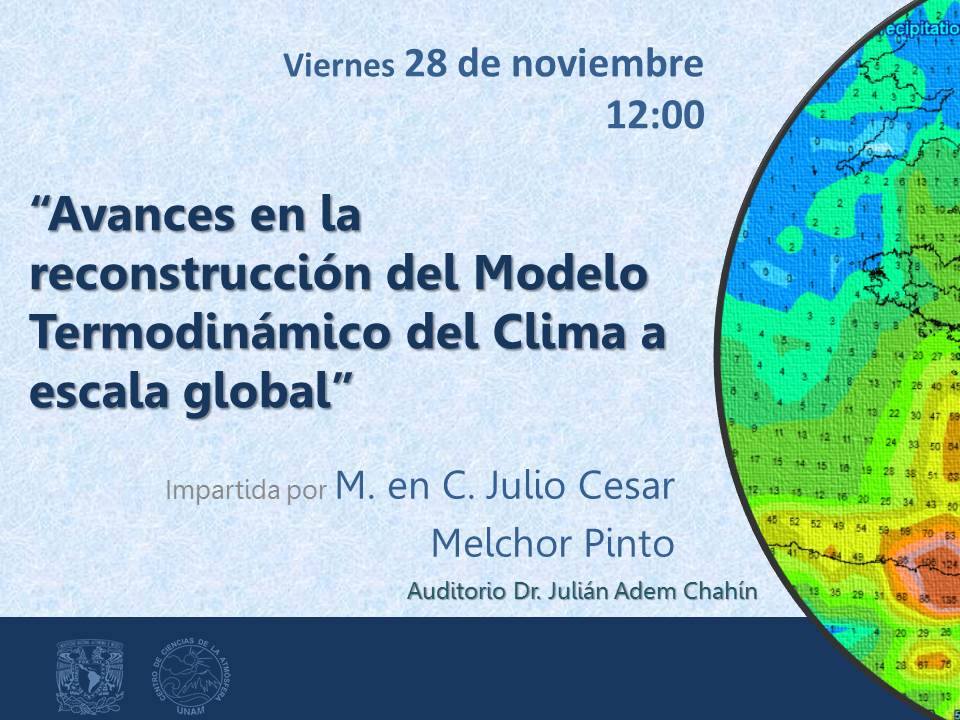 Viernes 28 de noviembre
12:00
“Avances en la
reconstrucción del Modelo
Termodinámico del Clima a
escala global”
Impartida por M. en C. Julio Cesar
Melchor Pinto
Auditorio Dr. Julián Adem Chahín
CENTRO DE CIENCIAS DE LA ATMÓSFERA
UNAM